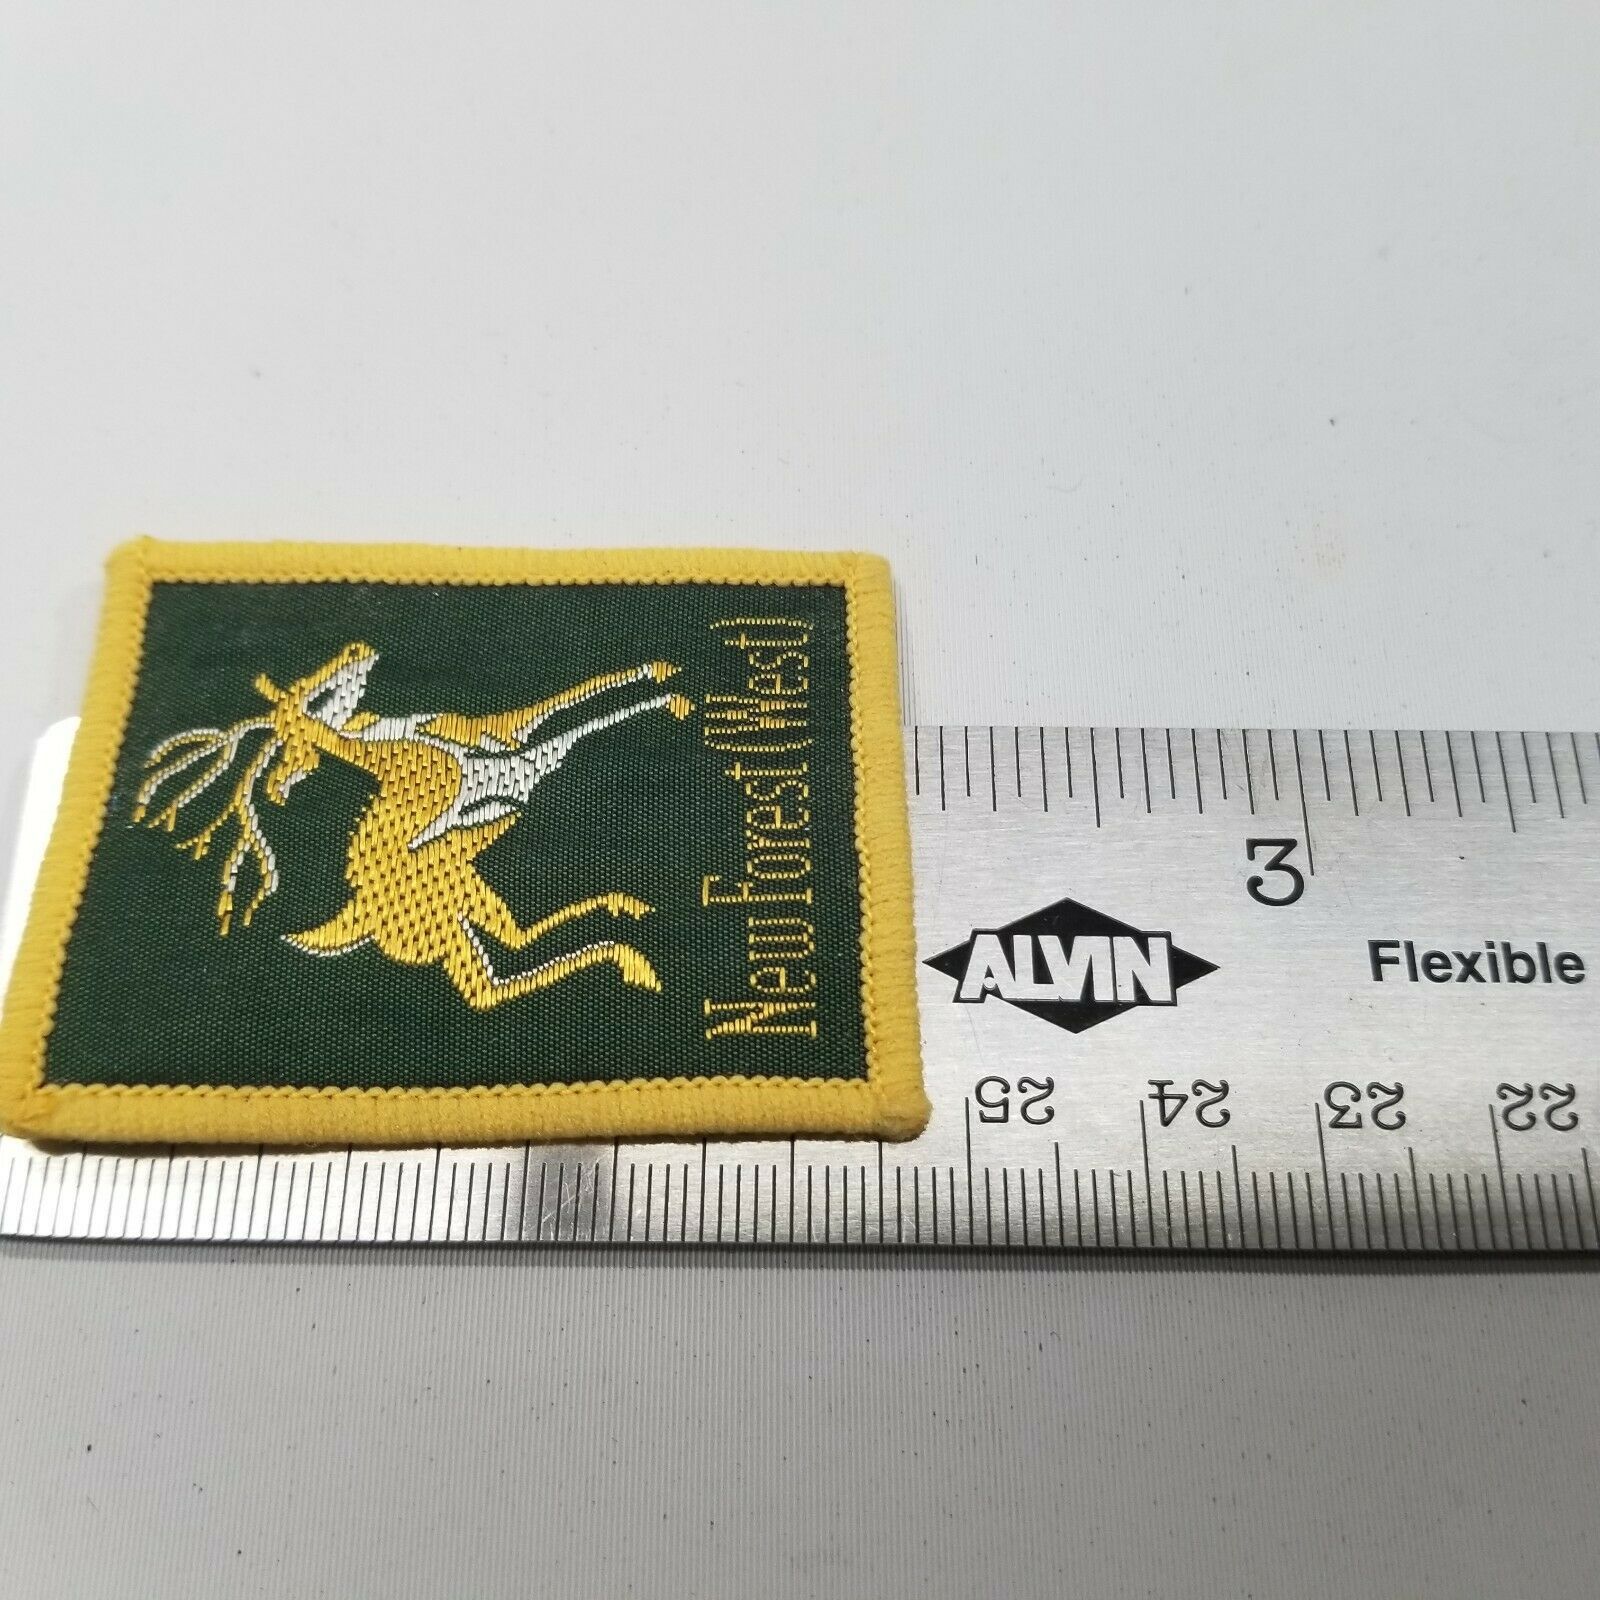 New Forest (West)
3
ALVIN
Flexible
25 24 23 22